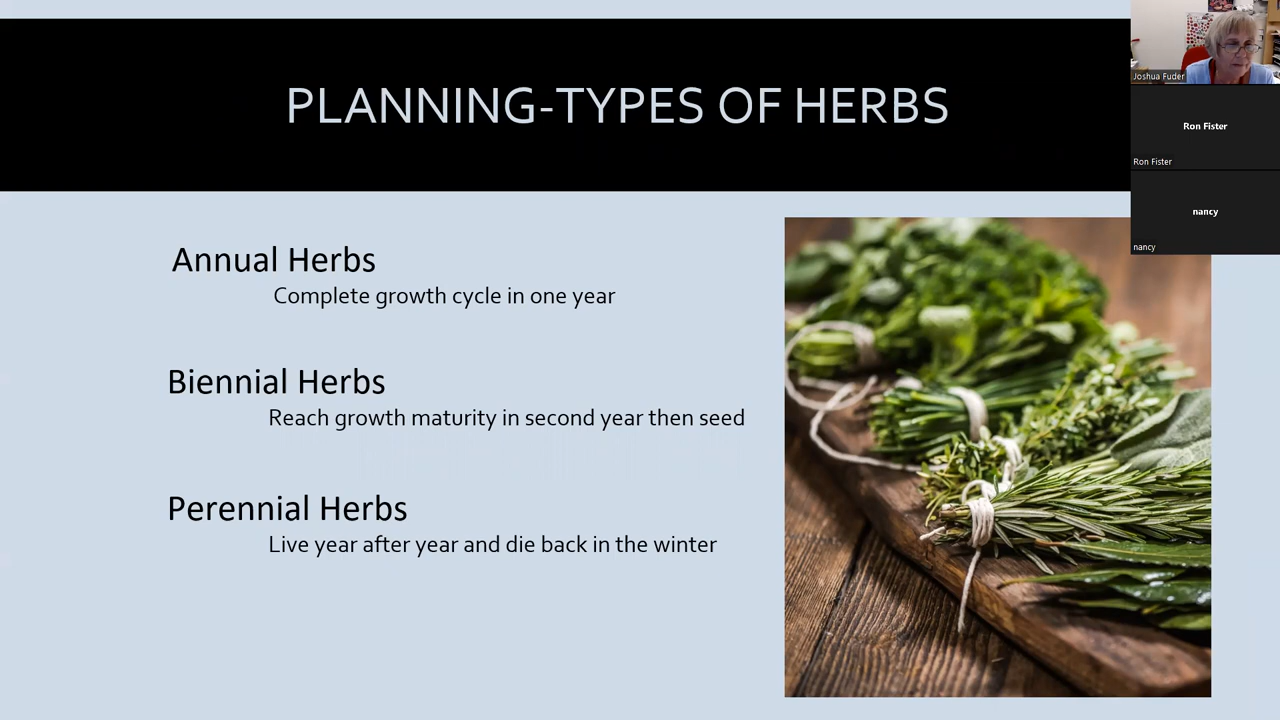 PLANNING-TYPES OF HERBS
Annual Herbs
Complete growth cycle in one year
Biennial Herbs
Reach growth maturity in second year then seed
Perennial Herbs
Live year after year and die back in the winter
Joshua Fuder
Ron Fister
Ron Fister
nancy
nancy